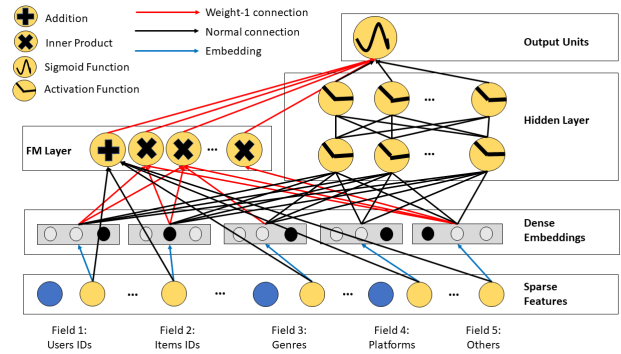 Addition
Inner Product
Sigmoid Function
Activation Function
Weight-1 connection
Normal connection
Embedding
Output Units
Hidden Layer
...
...
FM Layer
...
Dense
Embeddings
Sparse
Features
... ... ... ...
Field 1:
Users IDs
Field 2:
Items IDs
Field 3:
Genres
Field 4:
Platforms
Field 5:
Others